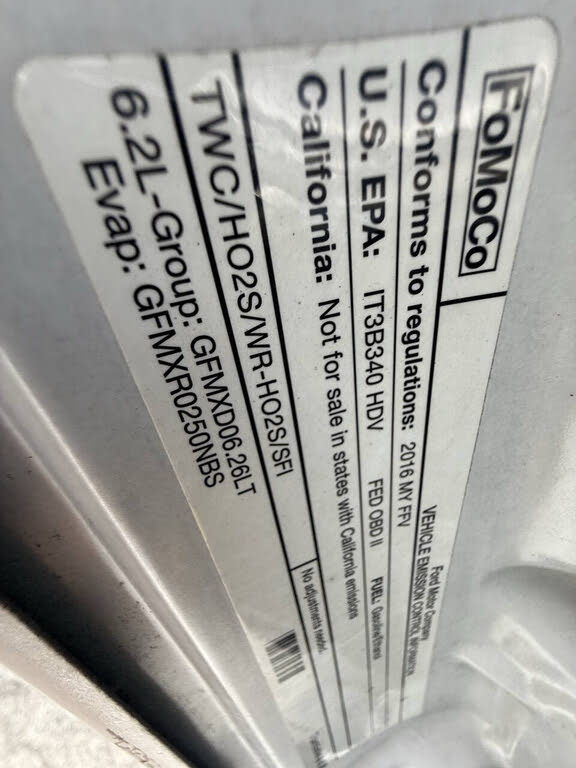 FoMoCo
Ford Motor Company
VEHICLE EMISSION CONTROL INFORMATION
Conforms to regulations: 2016 MY FFV
U.S. EPA: IT3B340 HDV FED OBD II FUEL: Gasoline/Ethanol
California: Not for sale in states with California emissions
TWC/HO2S/WR-HO2S/SFI
No adjustments needed.
6.2L-Group: GFMXD06.26LT
Evap: GFMXR0250NBS